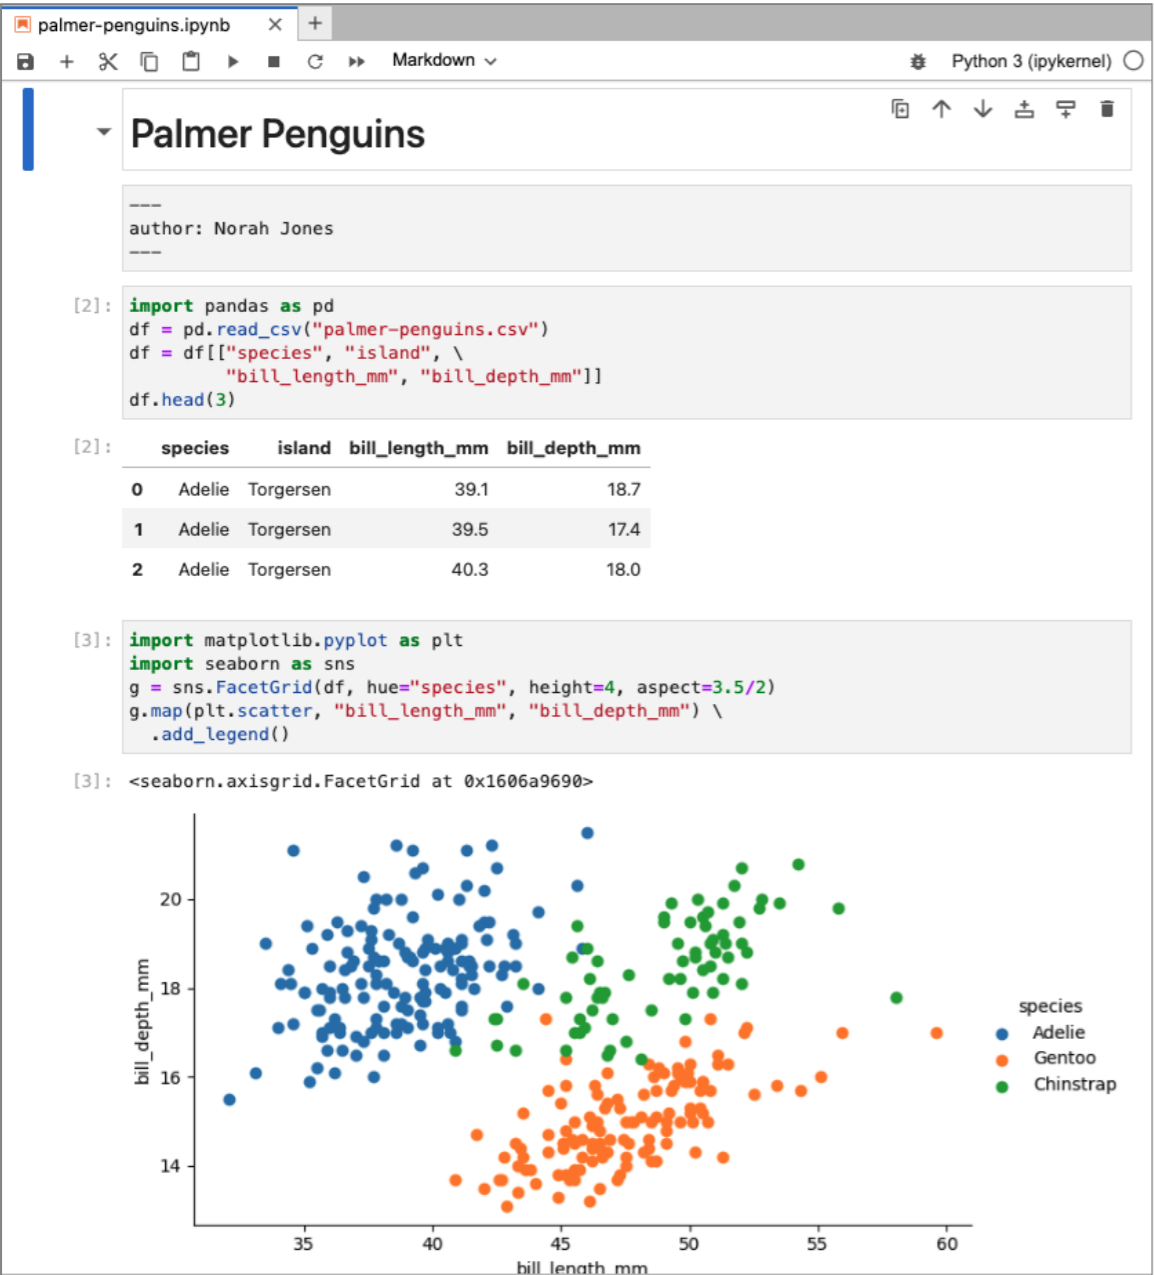 palmer-penguins.ipynb
Markdown
Python 3 (ipykernel)
Palmer Penguins
---
author: Norah Jones
---
[2]:
import pandas as pd
df = pd.read_csv("palmer-penguins.csv")
df = df[["species", "island", \
"bill_length_mm", "bill_depth_mm"]]
df.head(3)
[2]:
species island bill_length_mm bill_depth_mm
0 Adelie Torgersen 39.1 18.7
1 Adelie Torgersen 39.5 17.4
2 Adelie Torgersen 40.3 18.0
[3]:
import matplotlib.pyplot as plt
import seaborn as sns
g = sns.FacetGrid(df, hue="species", height=4, aspect=3.5/2)
g.map(plt.scatter, "bill_length_mm", "bill_depth_mm") \
.add_legend()
[3]: <seaborn.axisgrid.FacetGrid at 0x1606a9690>
20
18
16
14
bill_depth_mm
species
Adelie
Gentoo
Chinstrap
35 40 45 50 55 60
bill_length_mm